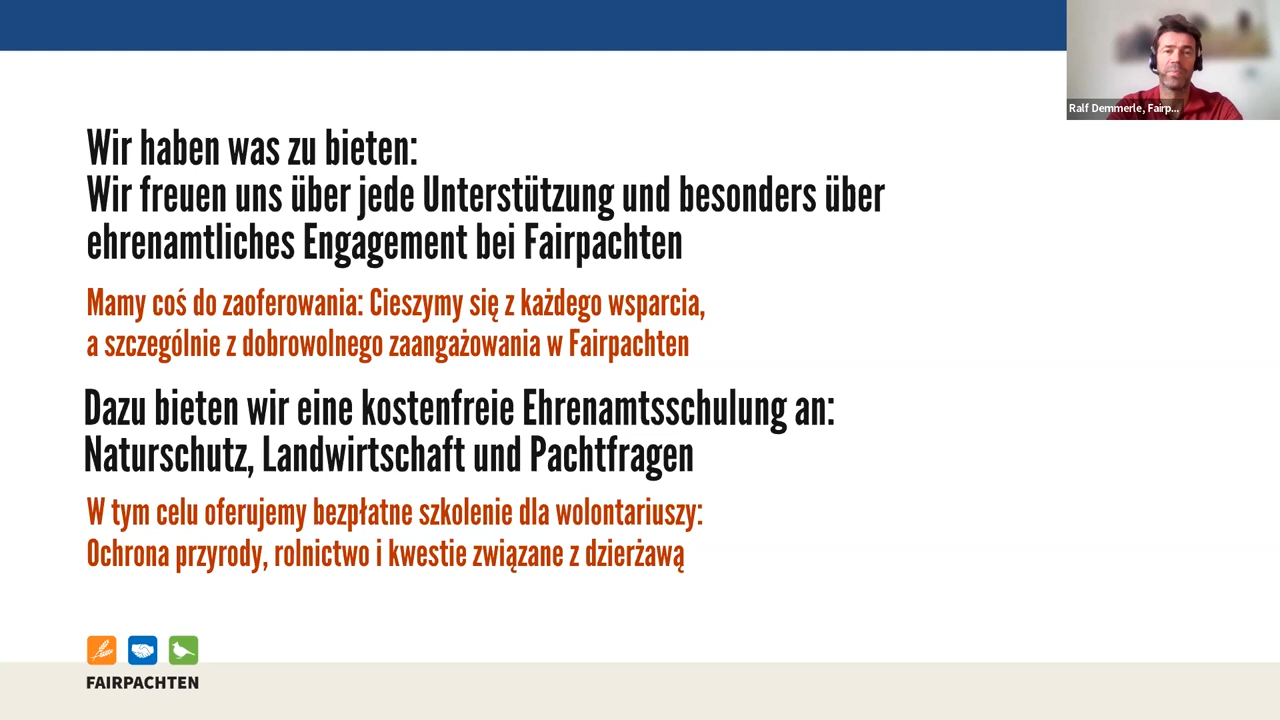 Ralf Demmerle, Fairp...
Wir haben was zu bieten:
Wir freuen uns über jede Unterstützung und besonders über
ehrenamtliches Engagement bei Fairpachten
Mamy coś do zaoferowania: Cieszymy się z każdego wsparcia,
a szczególnie z dobrowolnego zaangażowania w Fairpachten
Dazu bieten wir eine kostenfreie Ehrenamtsschulung an:
Naturschutz, Landwirtschaft und Pachtfragen
W tym celu oferujemy bezpłatne szkolenie dla wolontariuszy:
Ochrona przyrody, rolnictwo i kwestie związane z dzierżawą
FAIRPACHTEN